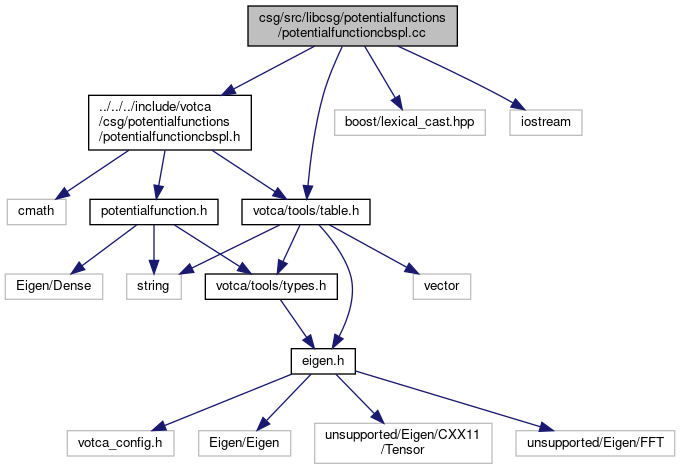 csg/src/libcsg/potentialfunctions
/potentialfunctioncbspl.cc
../../../include/votca
/csg/potentialfunctions
/potentialfunctioncbspl.h
boost/lexical_cast.hpp
iostream
cmath
potentialfunction.h
votca/tools/table.h
Eigen/Dense
string
votca/tools/types.h
vector
eigen.h
votca_config.h
Eigen/Eigen
unsupported/Eigen/CXX11
/Tensor
unsupported/Eigen/FFT